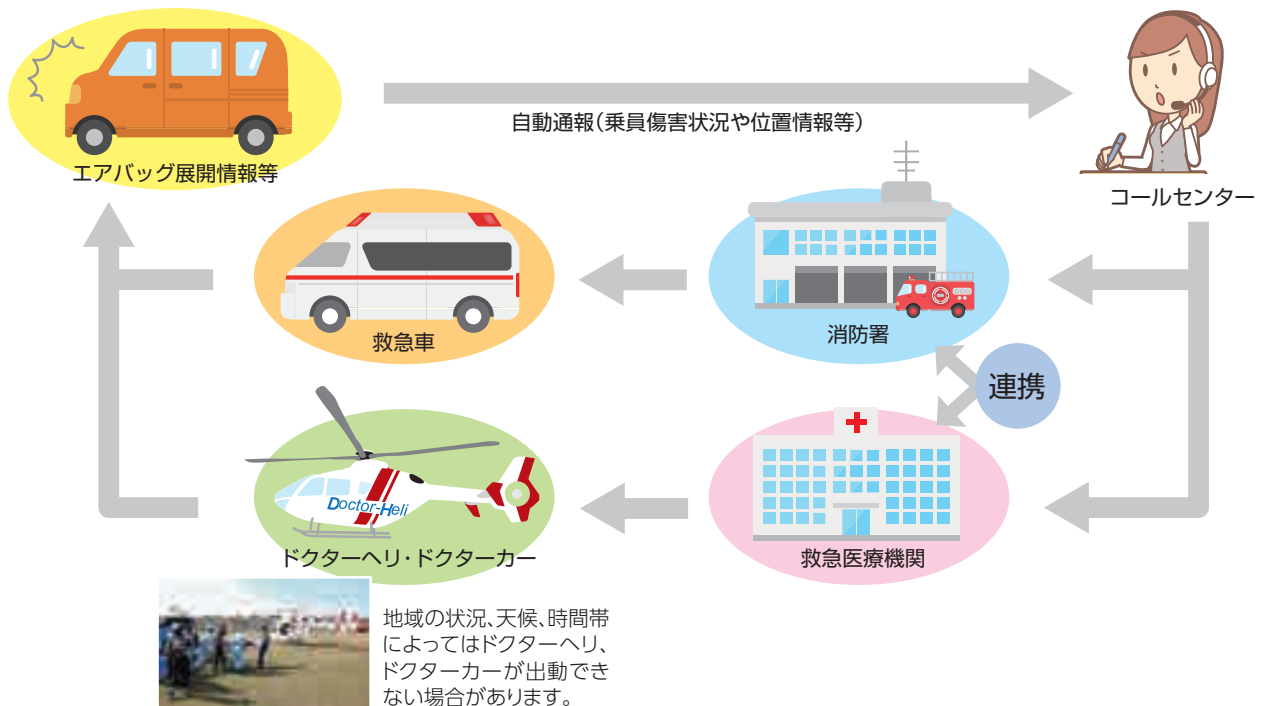 自動通報(乗員傷害状況や位置情報等)
エアバッグ展開情報等
コールセンター
救急車
消防署
連携
Doctor-Heli
ドクターヘリ・ドクターカー
救急医療機関
地域の状況、天候、時間帯
によってはドクターヘリ、
ドクターカーが出動でき
ない場合があります。